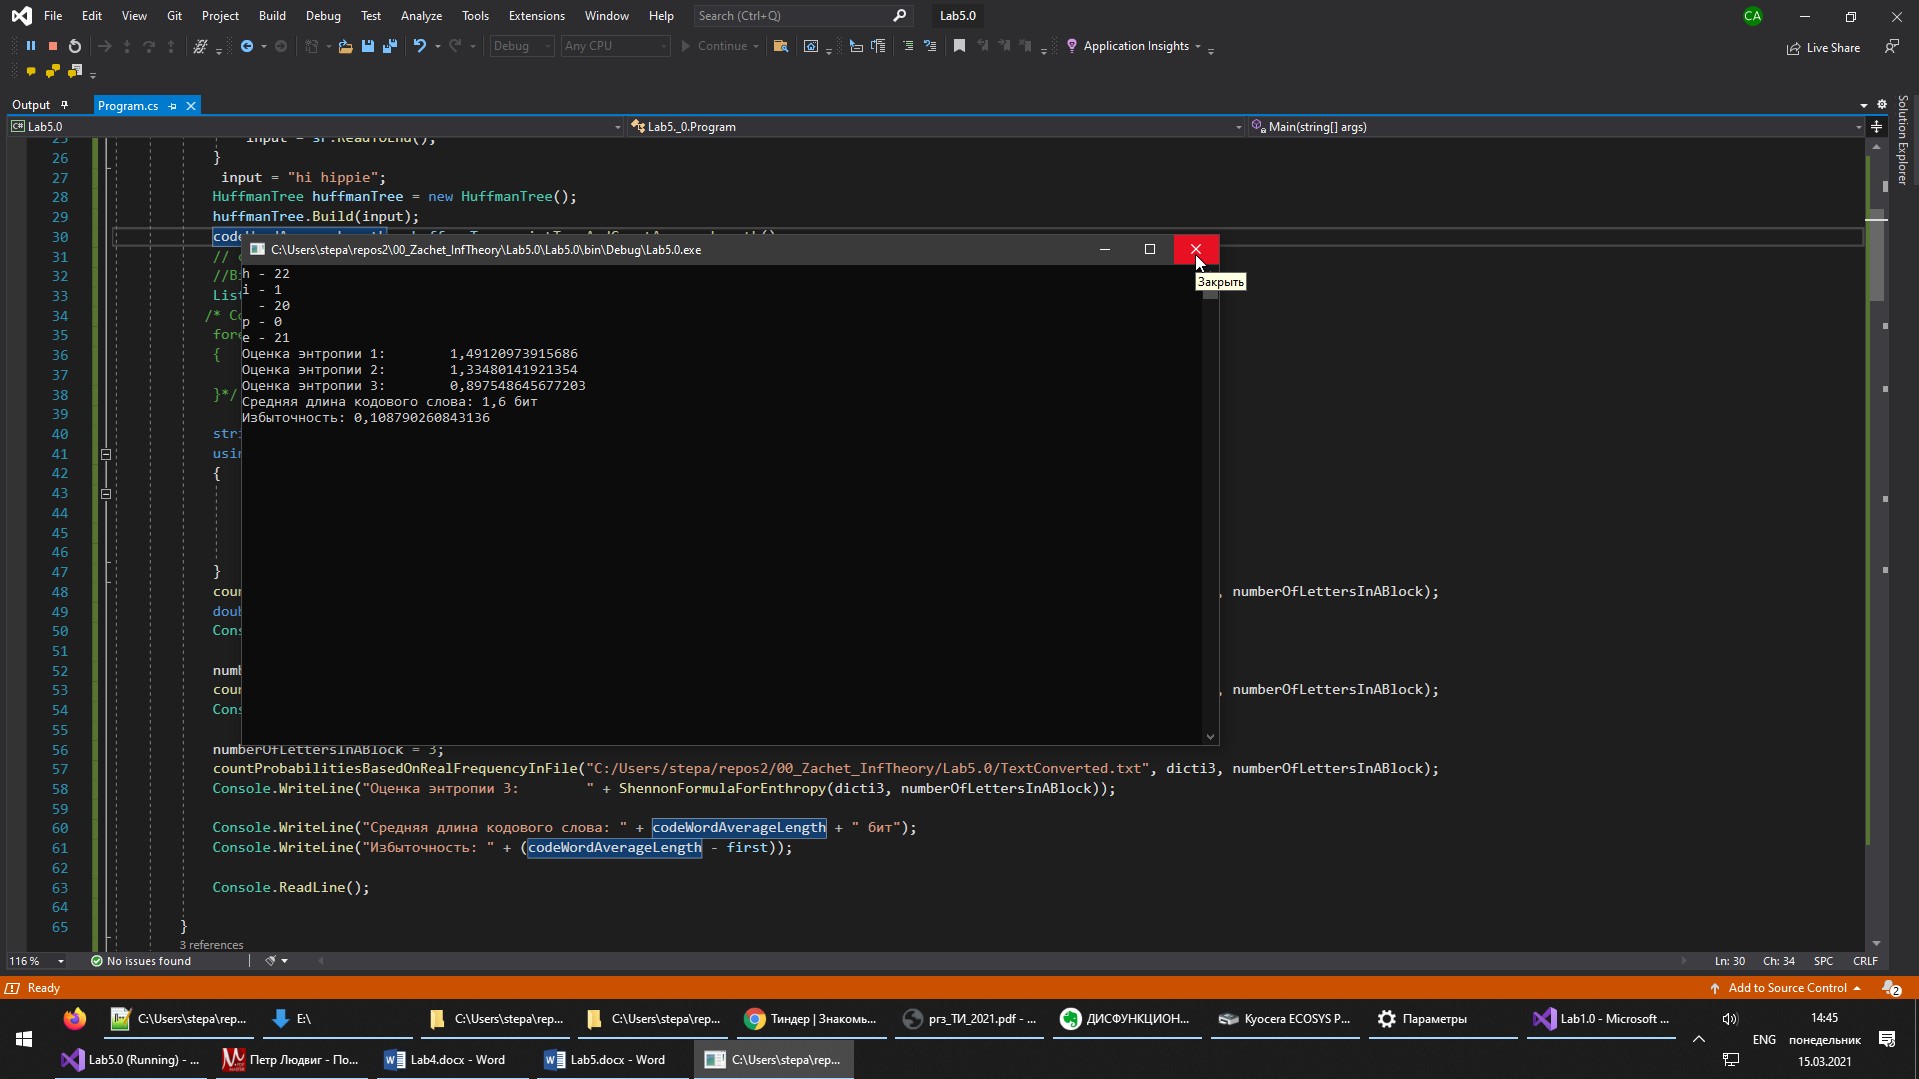 File Edit View Git Project Build Debug Test Analyze Tools Extensions Window Help Search (Ctrl+Q) Lab5.0 CA
Debug Any CPU Continue Application Insights Live Share
Output Program.cs
C# Lab5.0 Lab5._0.Program Main(string[] args)
Solution Explorer
25 input = sr.ReadToEnd();
26 }
27 input = "hi hippie";
28 HuffmanTree huffmanTree = new HuffmanTree();
29 huffmanTree.Build(input);
30
C:\Users\stepa\repos2\00_Zachet_InfTheory\Lab5.0\Lab5.0\bin\Debug\Lab5.0.exe
Закрыть
h - 22
i - 1
- 20
p - 0
e - 21
Оценка энтропии 1: 1,49120973915686
Оценка энтропии 2: 1,33480141921354
Оценка энтропии 3: 0,897548645677203
Средняя длина кодового слова: 1,6 бит
Избыточность: 0,108790260843136
31 //
32 //
33 List
34 /*
35
36 {
37
38 }*/
39
40
41
42 {
43
44
45
46
47 }
48 , numberOfLettersInABlock);
49
50
51
52
53 , numberOfLettersInABlock);
54
55
56 numberOfLettersInABlock = 3;
57 countProbabilitiesBasedOnRealFrequencyInFile("C:/Users/stepa/repos2/00_Zachet_InfTheory/Lab5.0/TextConverted.txt", dicti3, numberOfLettersInABlock);
58 Console.WriteLine("Оценка энтропии 3: " + ShennonFormulaForEnthropy(dicti3, numberOfLettersInABlock));
59
60 Console.WriteLine("Средняя длина кодового слова: " + codeWordAverageLength + " бит");
61 Console.WriteLine("Избыточность: " + (codeWordAverageLength - first));
62
63 Console.ReadLine();
64
65 }
3 references
116 % No issues found Ln: 30 Ch: 34 SPC CRLF
Ready Add to Source Control 2
C:\Users\stepa\rep... E:\ C:\Users\stepa\rep... C:\Users\stepa\rep... Тиндер | Знакомь... ргз_ТИ_2021.pdf - ... ДИСФУНКЦИОН... Kyocera ECOSYS P... Параметры Lab1.0 - Microsoft ... 14:45
ENG понедельник
Lab5.0 (Running) - ... Петр Людвиг - По... Lab4.docx - Word Lab5.docx - Word C:\Users\stepa\rep... 15.03.2021